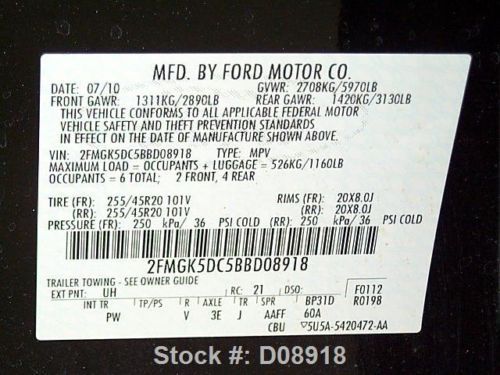 MFD. BY FORD MOTOR CO.
DATE: 07/10 GVWR: 2708KG/5970LB
FRONT GAWR: 1311KG/2890LB REAR GAWR: 1420KG/3130LB
THIS VEHICLE CONFORMS TO ALL APPLICABLE FEDERAL MOTOR
VEHICLE SAFETY AND THEFT PREVENTION STANDARDS
IN EFFECT ON THE DATE OF MANUFACTURE SHOWN ABOVE.
VIN: 2FMGK5DC5BBD08918 TYPE: MPV
MAXIMUM LOAD = OCCUPANTS + LUGGAGE = 526KG/1160LB
OCCUPANTS = 6 TOTAL; 2 FRONT, 4 REAR
TIRE (FR): 255/45R20 101V RIMS (FR): 20X8.0J
(RR): 255/45R20 101V (RR): 20X8.0J
PRESSURE (FR): 250 kPa/ 36 PSI COLD (RR): 250 kPa/ 36 PSI COLD
2FMGK5DC5BBD08918
TRAILER TOWING - SEE OWNER GUIDE
EXT PNT: UH RC: 21 DSO: F0112
INT TR TP/PS R AXLE TR SPR BP31D R0198
PW V 3E J AAFF 60A
CBU 5U5A-5420472-AA
Stock #: D08918